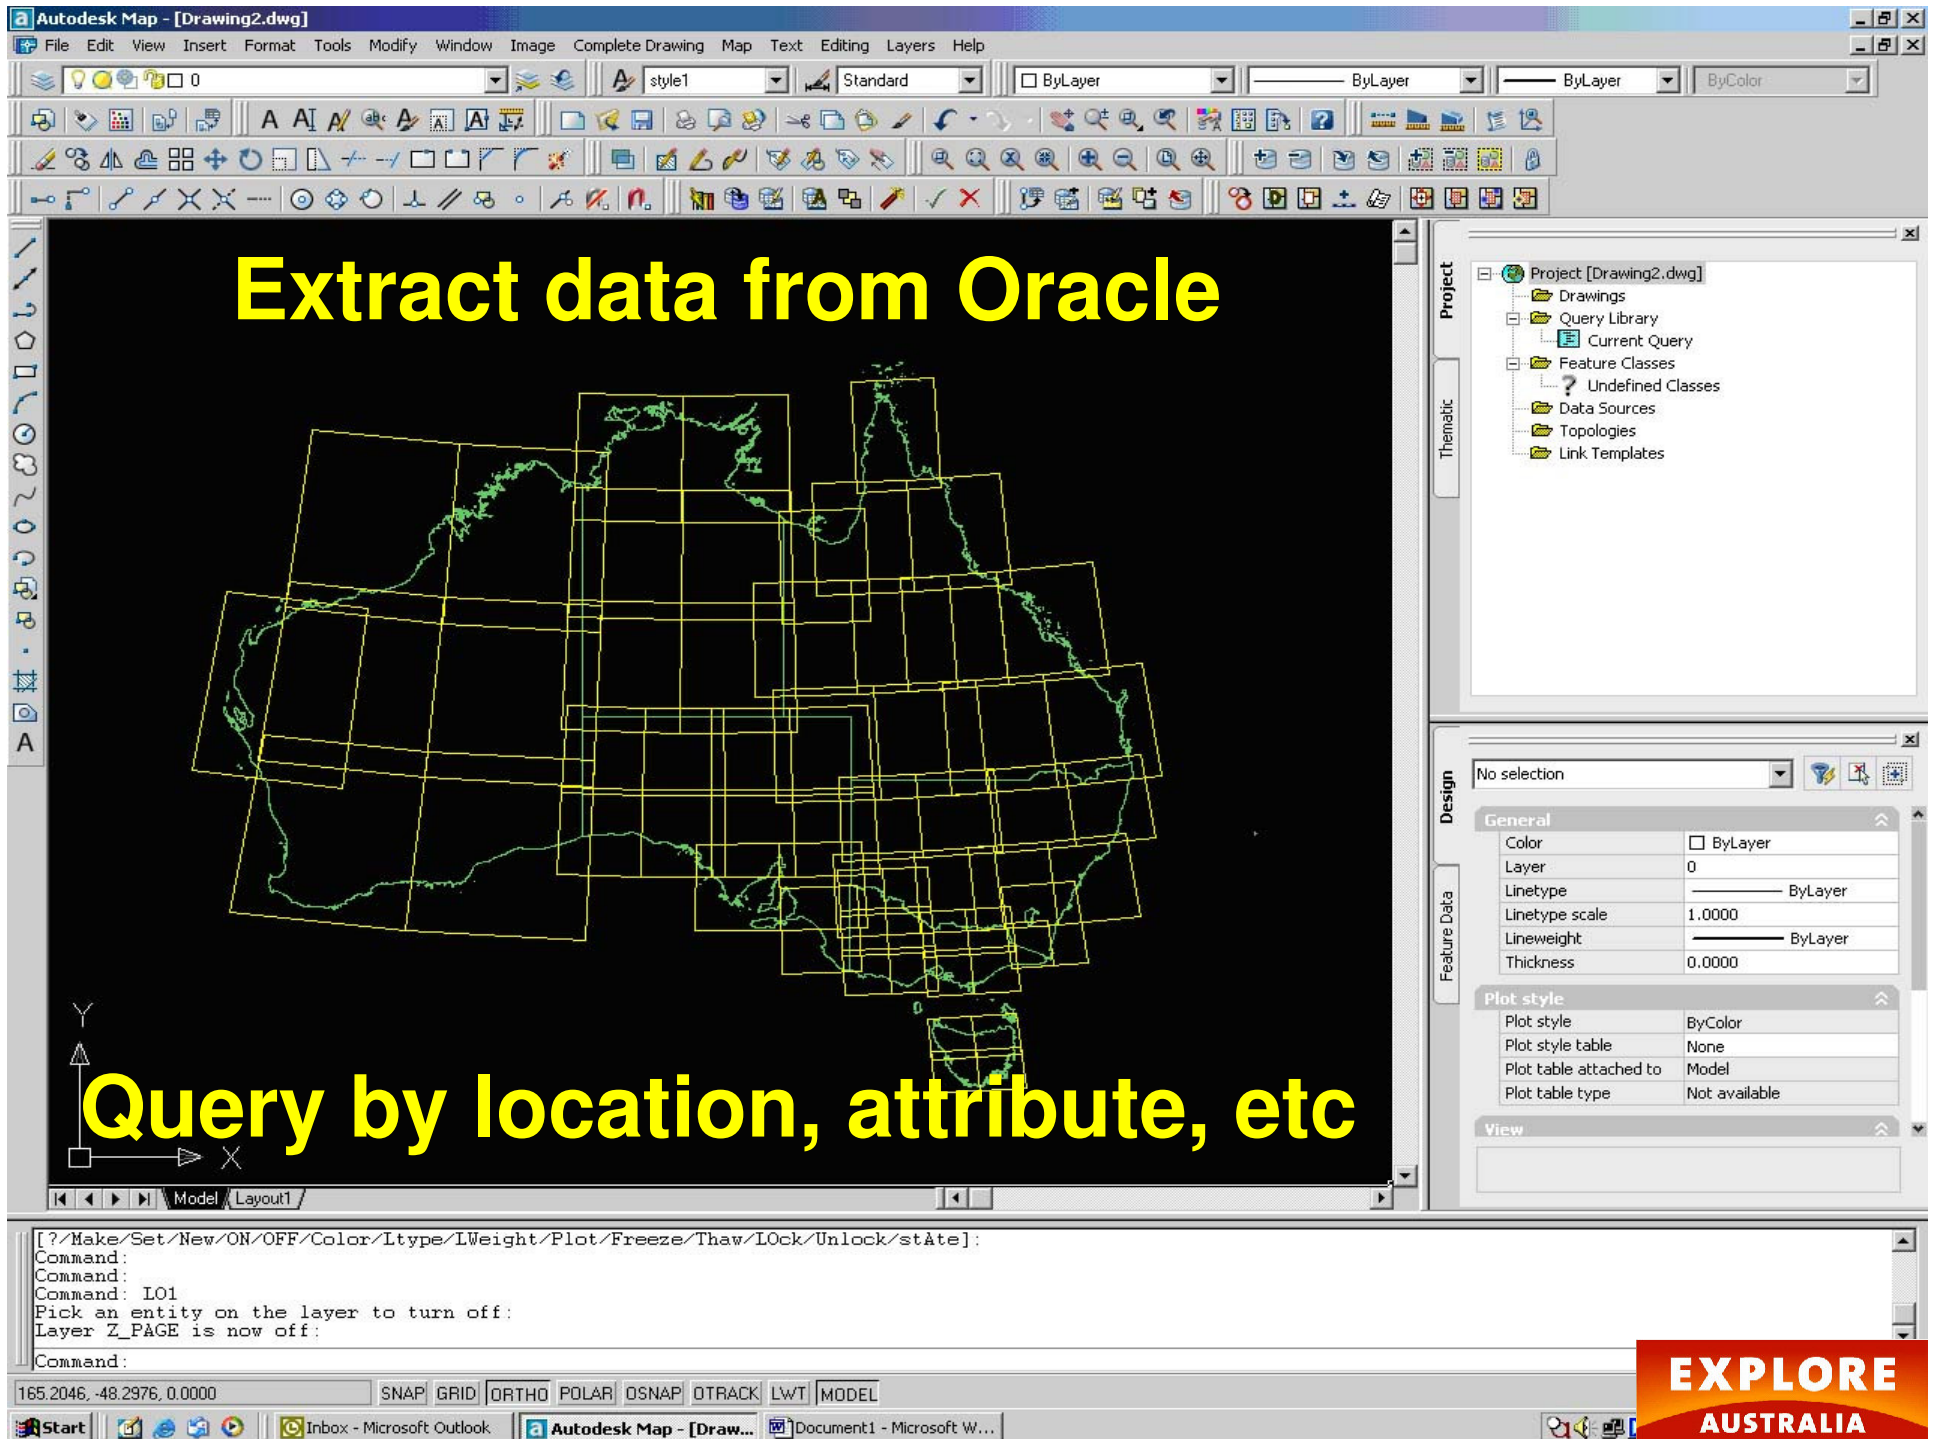 Autodesk Map - [Drawing2.dwg]
File Edit View Insert Format Tools Modify Window Image Complete Drawing Map Text Editing Layers Help
0 style1 Standard ByLayer ByLayer ByLayer ByColor
Extract data from Oracle
Query by location, attribute, etc
Y
X
Model Layout1
Project
Thematic
Project [Drawing2.dwg]
Drawings
Query Library
Current Query
Feature Classes
Undefined Classes
Data Sources
Topologies
Link Templates
Design
Feature Data
No selection
General
Color ByLayer
Layer 0
Linetype ByLayer
Linetype scale 1.0000
Lineweight ByLayer
Thickness 0.0000
Plot style
Plot style ByColor
Plot style table None
Plot table attached to Model
Plot table type Not available
View
[?/Make/Set/New/ON/OFF/Color/Ltype/LWeight/Plot/Freeze/Thaw/LOck/Unlock/stAte]:
Command:
Command:
Command: LO1
Pick an entity on the layer to turn off:
Layer Z_PAGE is now off:
Command:
165.2046, -48.2976, 0.0000 SNAP GRID ORTHO POLAR OSNAP OTRACK LWT MODEL
Start Inbox - Microsoft Outlook Autodesk Map - [Draw... Document1 - Microsoft W...
EXPLORE
AUSTRALIA